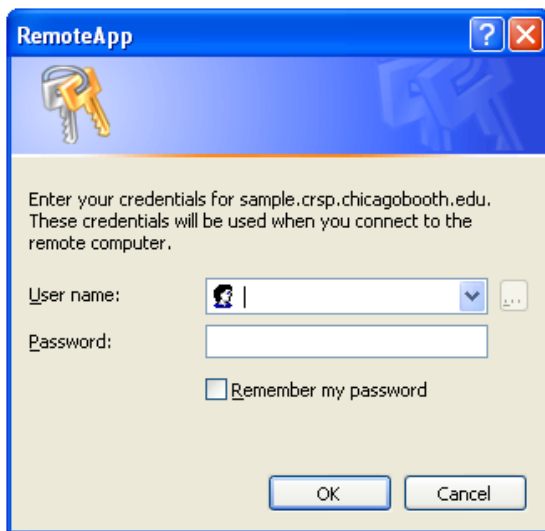 RemoteApp
Enter your credentials for sample.crsp.chicagobooth.edu.
These credentials will be used when you connect to the
remote computer.
User name:
...
Password:
Remember my password
OK
Cancel